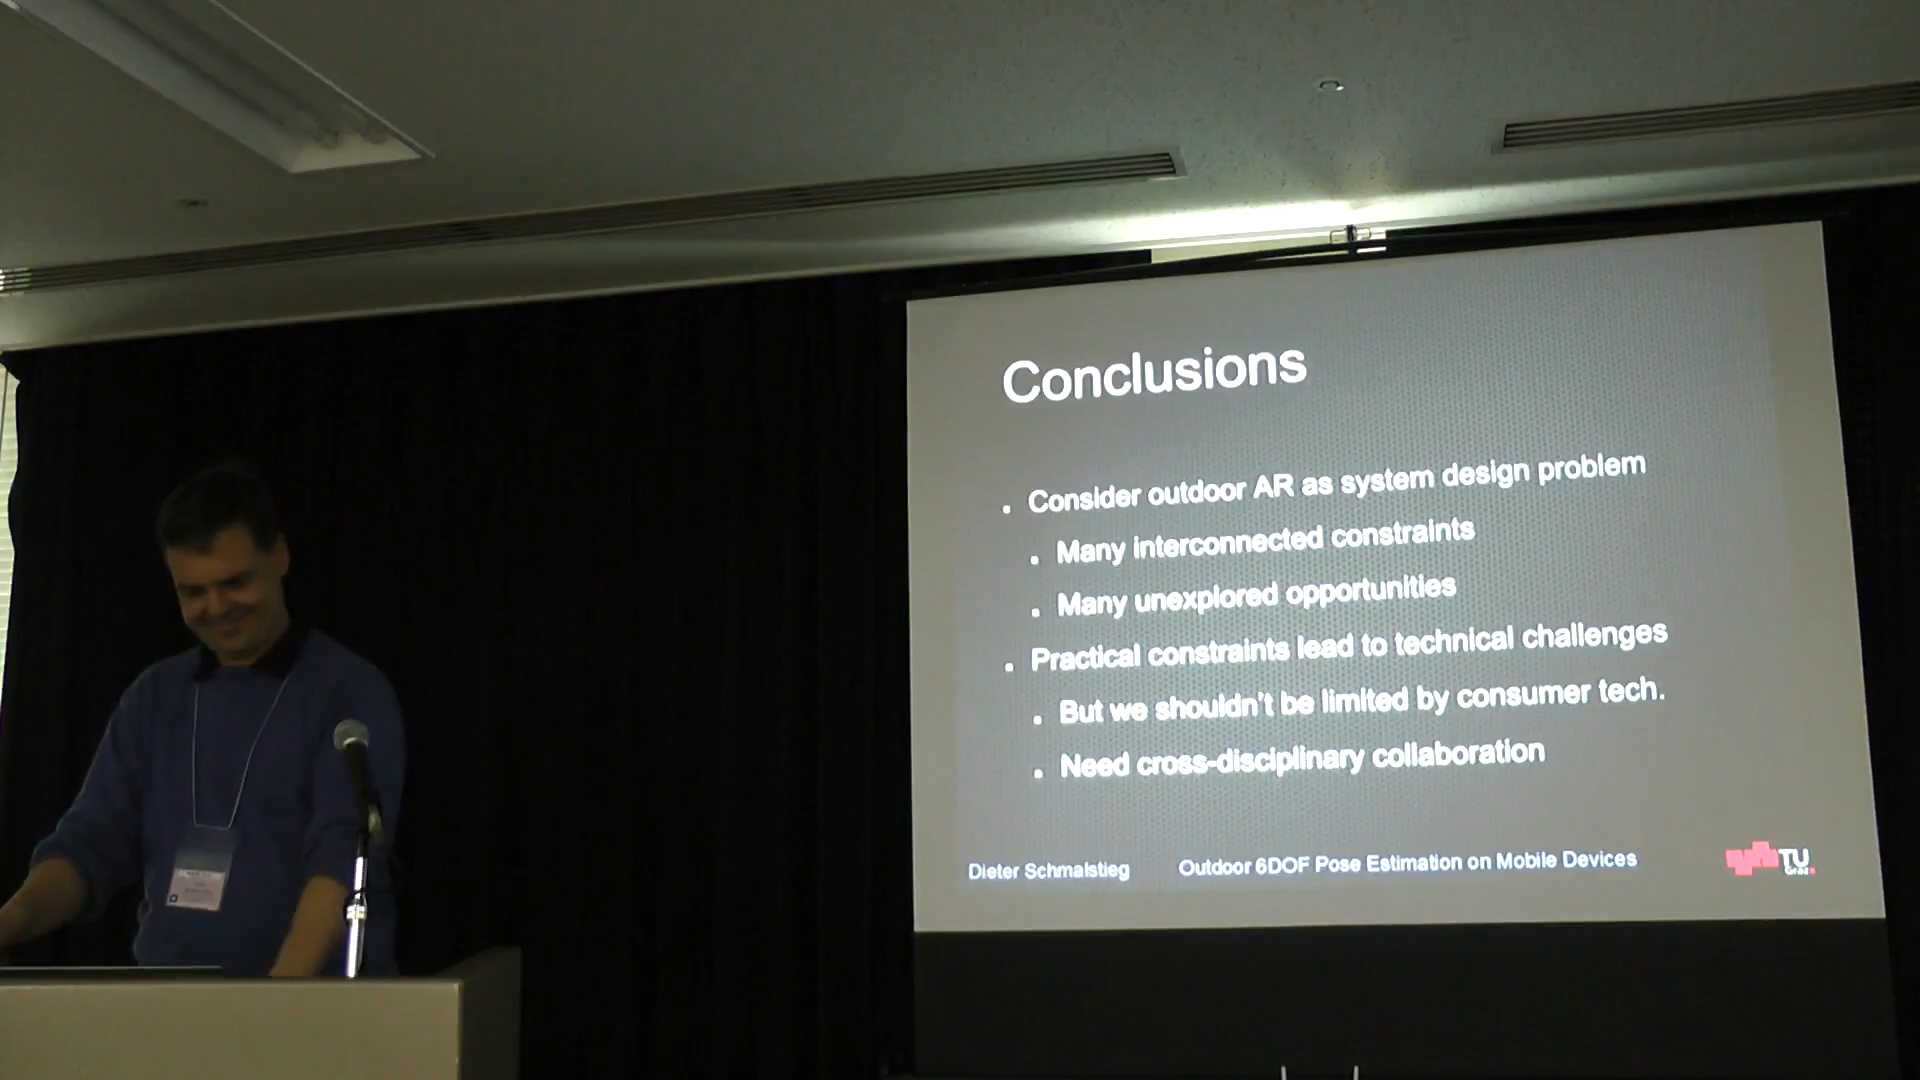 Conclusions
Consider outdoor AR as system design problem
Many interconnected constraints
Many unexplored opportunities
Practical constraints lead to technical challenges
But we shouldn't be limited by consumer tech.
Need cross-disciplinary collaboration
Dieter Schmalstieg Outdoor 6DOF Pose Estimation on Mobile Devices
TU
Graz